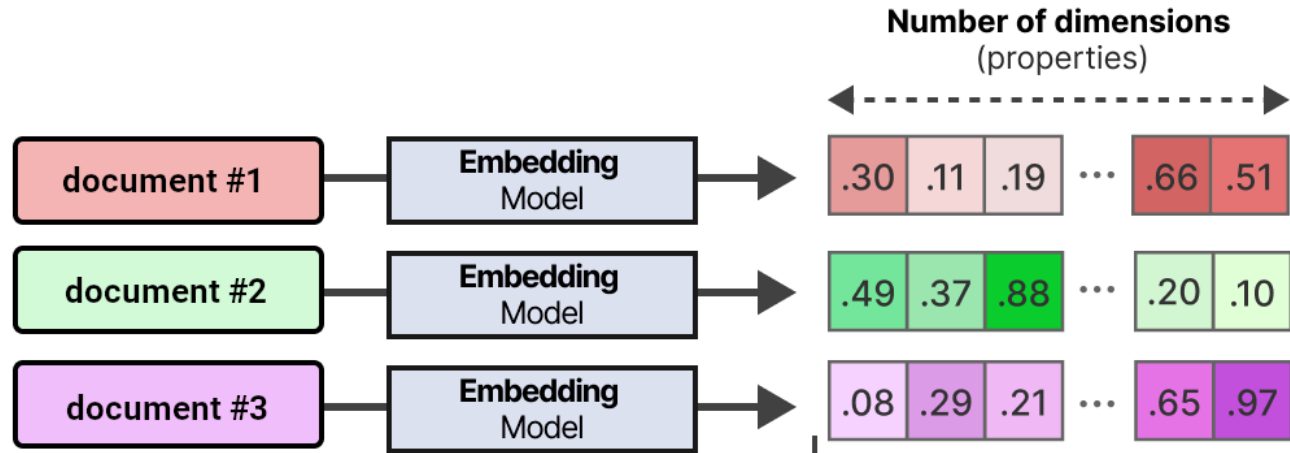 Number of dimensions
(properties)
document #1
Embedding
Model
.30 .11 .19 ... .66 .51
document #2
Embedding
Model
.49 .37 .88 ... .20 .10
document #3
Embedding
Model
.08 .29 .21 ... .65 .97